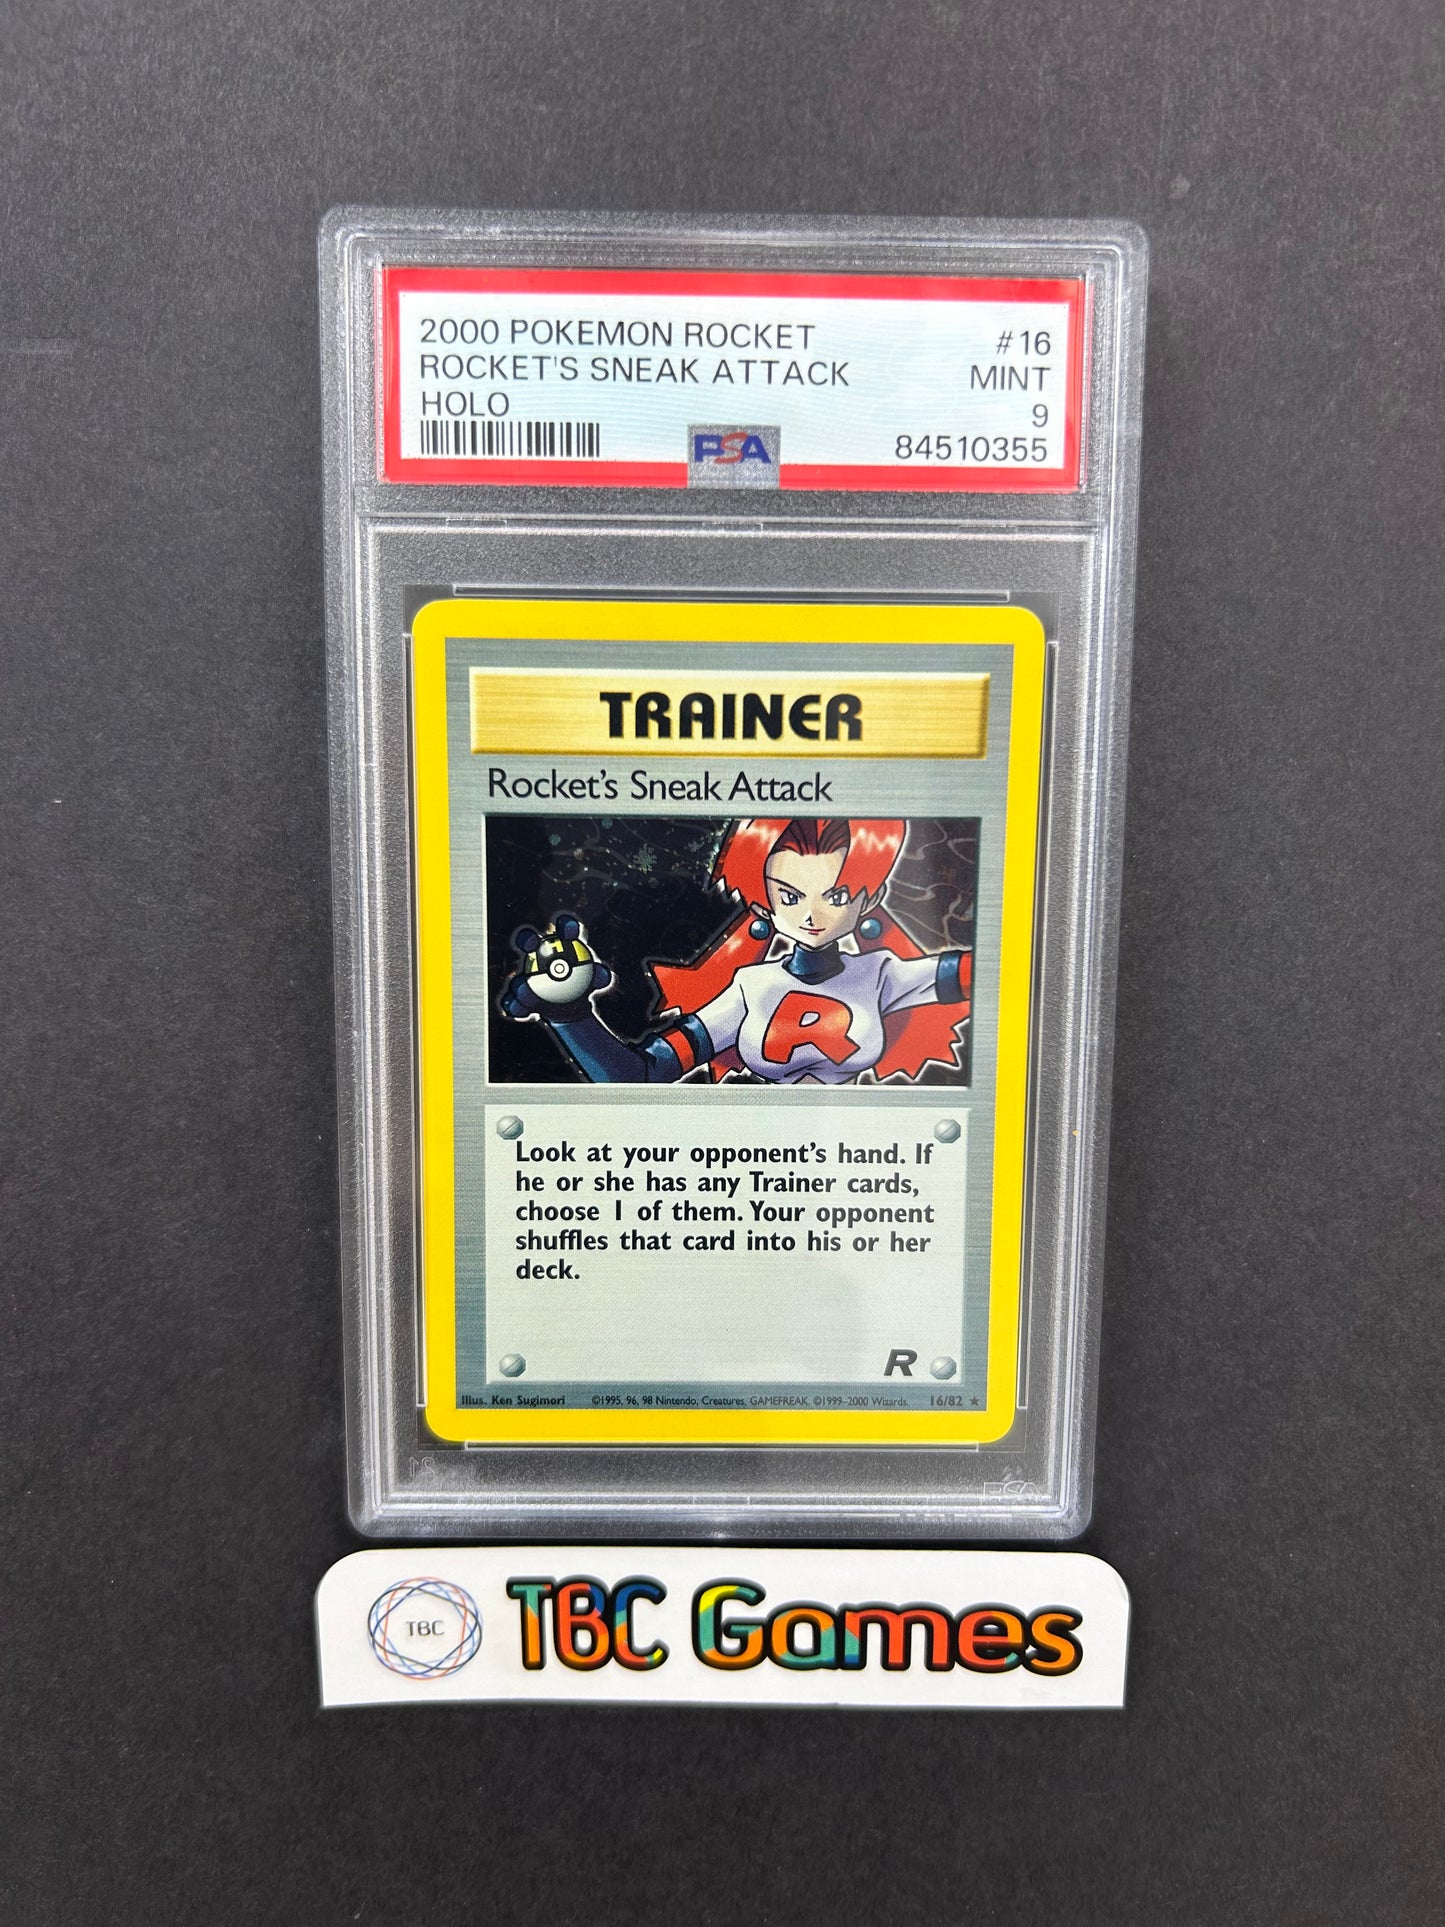 2000 POKEMON ROCKET #16
ROCKET'S SNEAK ATTACK MINT
HOLO 9
PSA 84510355
TRAINER
Rocket's Sneak Attack
R
Look at your opponent's hand. If
he or she has any Trainer cards,
choose 1 of them. Your opponent
shuffles that card into his or her
deck.
R
Illus. Ken Sugimori ©1995, 96, 98 Nintendo, Creatures, GAMEFREAK. ©1999-2000 Wizards. 16/82 ★
PSA
TBC TBC Games